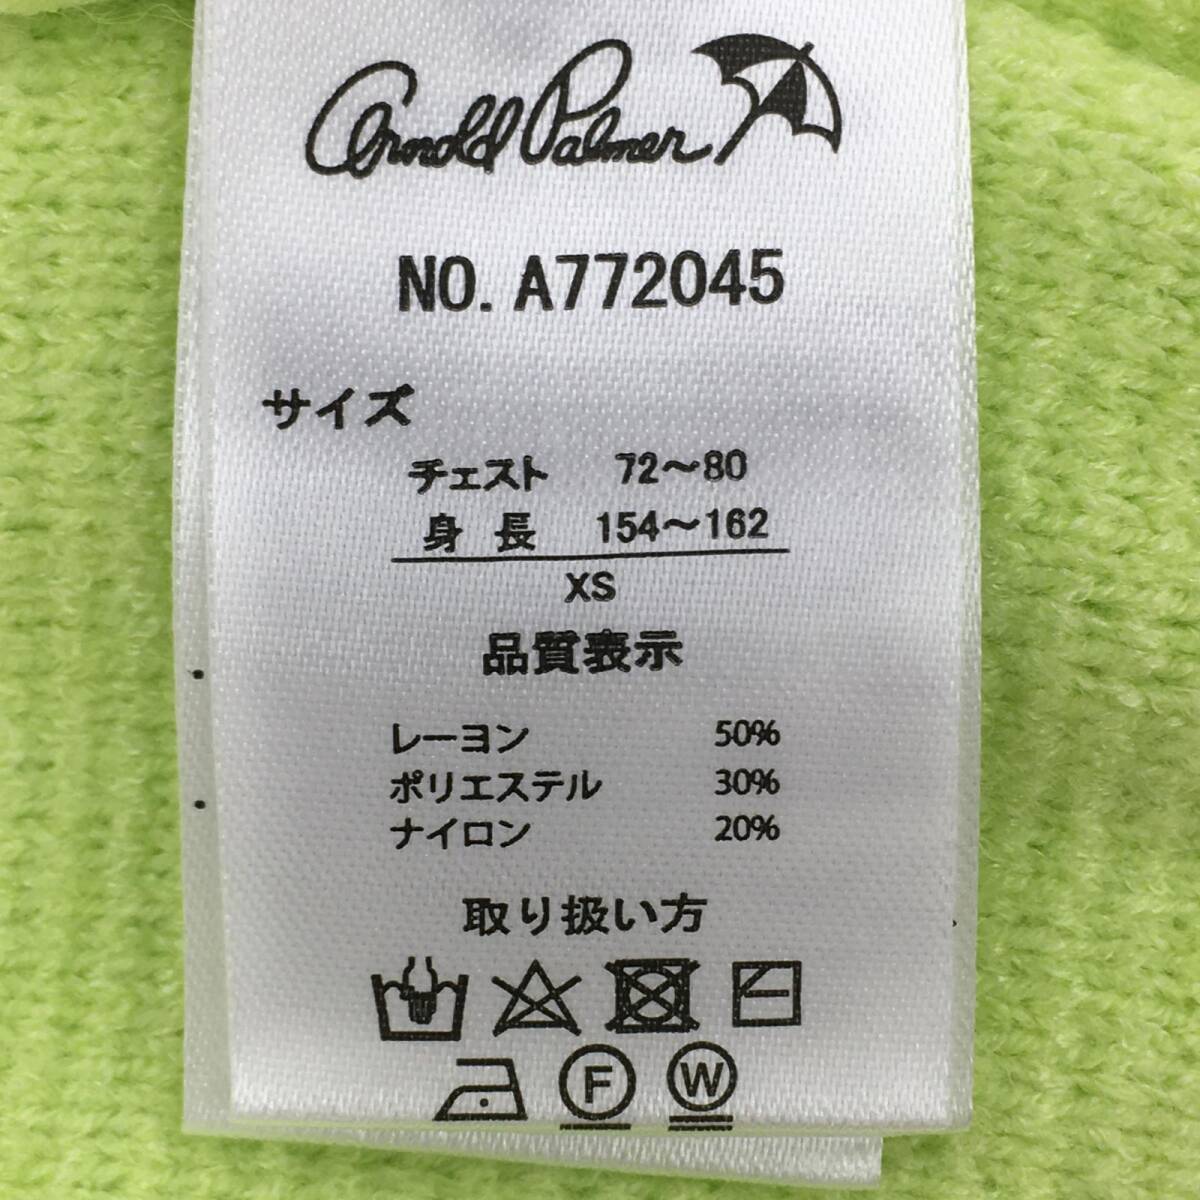 Arnold Palmer
NO. A772045
サイズ
チェスト 72～80
身長 154～162
XS
品質表示
レーヨン 50%
ポリエステル 30%
ナイロン 20%
取り扱い方
F W